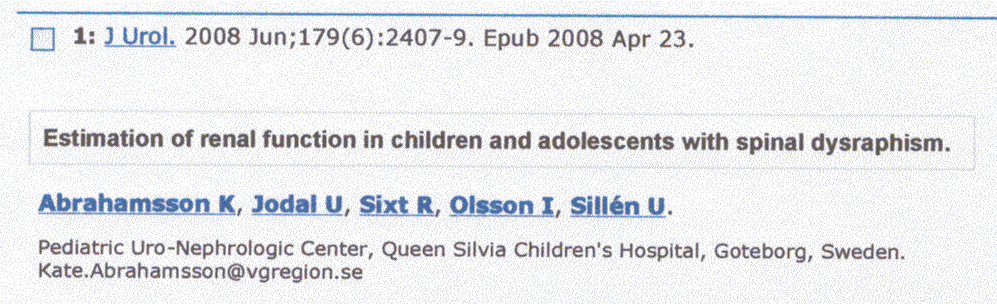 1: J Urol. 2008 Jun;179(6):2407-9. Epub 2008 Apr 23.
Estimation of renal function in children and adolescents with spinal dysraphism.
Abrahamsson K, Jodal U, Sixt R, Olsson I, Sillén U.
Pediatric Uro-Nephrologic Center, Queen Silvia Children's Hospital, Goteborg, Sweden.
Kate.Abrahamsson@vgregion.se